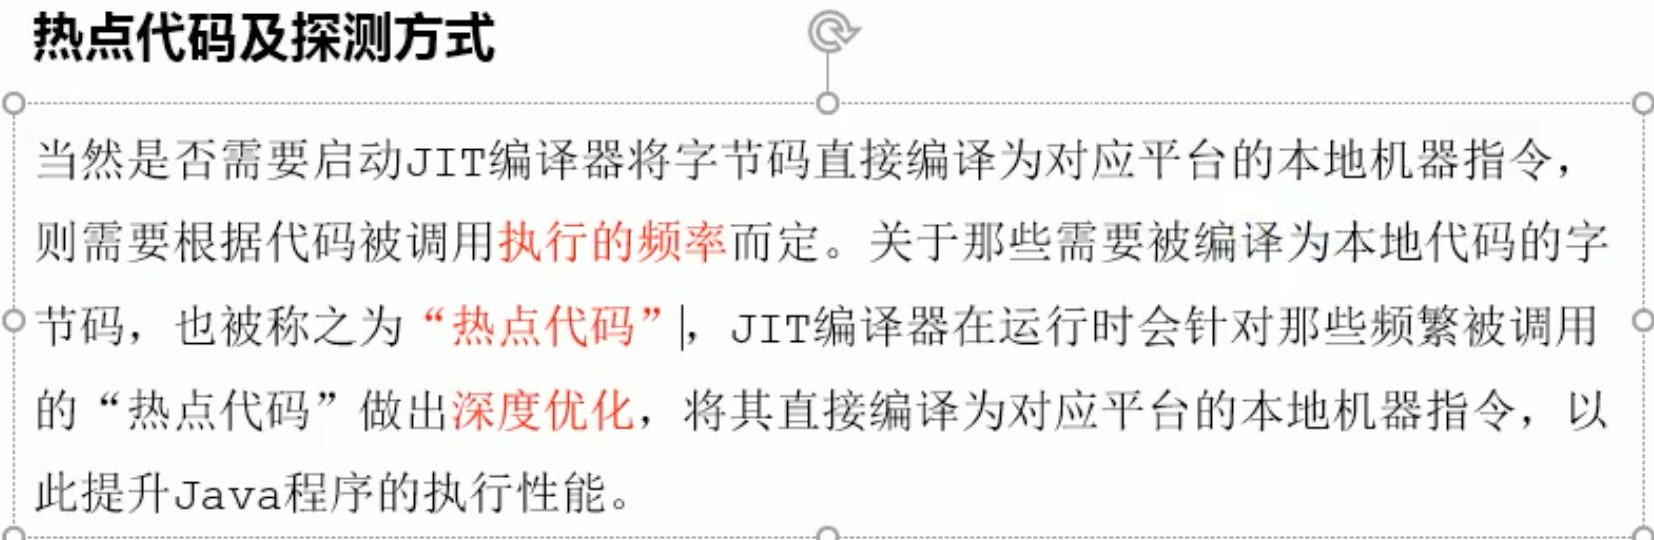 热点代码及探测方式
当然是否需要启动JIT编译器将字节码直接编译为对应平台的本地机器指令，
则需要根据代码被调用执行的频率而定。关于那些需要被编译为本地代码的字
节码，也被称之为“热点代码”，JIT编译器在运行时会针对那些频繁被调用
的“热点代码”做出深度优化，将其直接编译为对应平台的本地机器指令，以
此提升Java程序的执行性能。